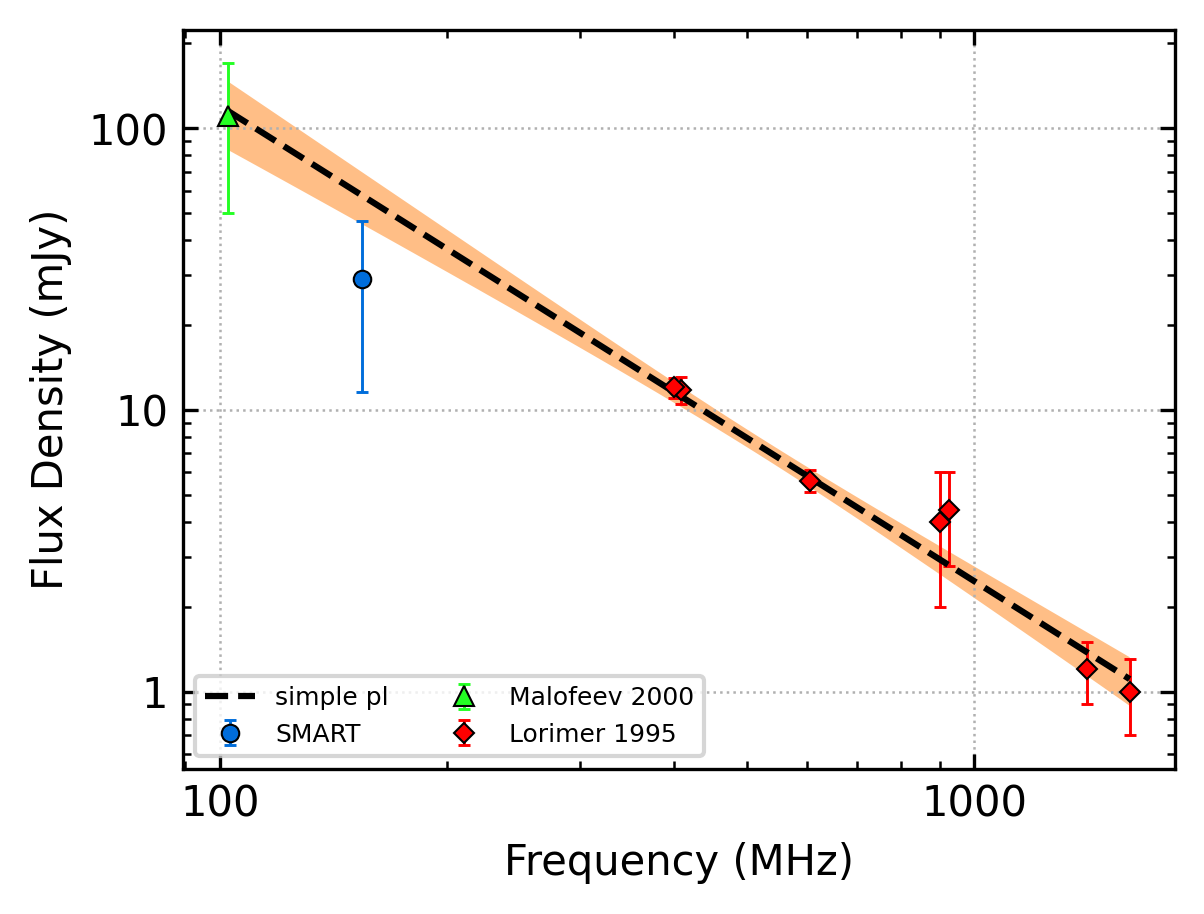 100
10
1
Flux Density (mJy)
simple pl
SMART
Malofeev 2000
Lorimer 1995
100
1000
Frequency (MHz)